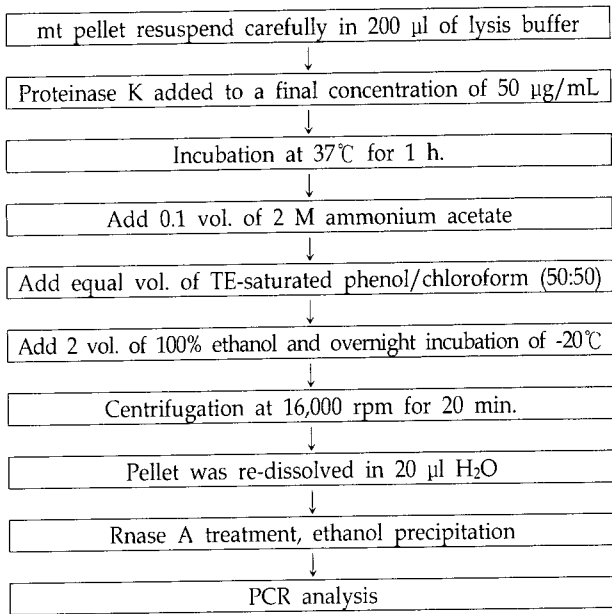 mt pellet resuspend carefully in 200 µl of lysis buffer
Proteinase K added to a final concentration of 50 µg/mL
Incubation at 37℃ for 1 h.
Add 0.1 vol. of 2 M ammonium acetate
Add equal vol. of TE-saturated phenol/chloroform (50:50)
Add 2 vol. of 100% ethanol and overnight incubation of -20℃
Centrifugation at 16,000 rpm for 20 min.
Pellet was re-dissolved in 20 µl H₂O
Rnase A treatment, ethanol precipitation
PCR analysis